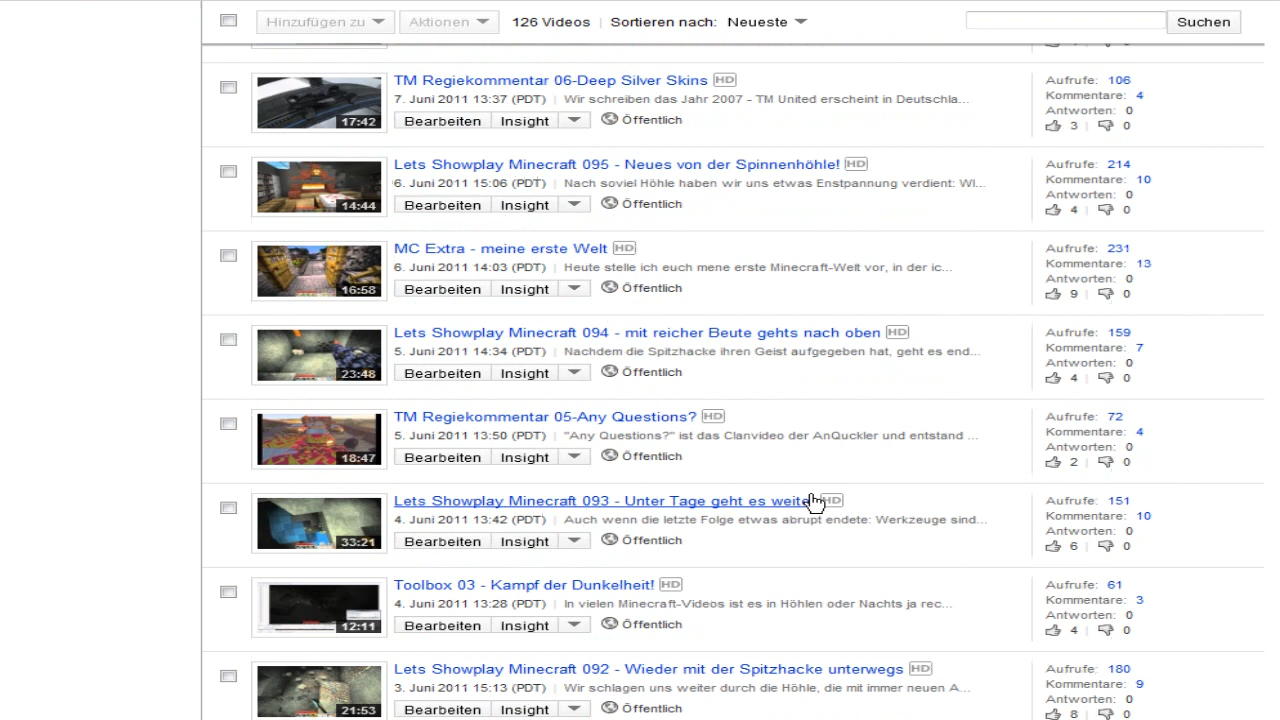 Hinzufügen zu Aktionen 126 Videos | Sortieren nach: Neueste Suchen
TM Regiekommentar 06-Deep Silver Skins HD
7. Juni 2011 13:37 (PDT) | Wir schreiben das Jahr 2007 - TM United erscheint in Deutschla...
17:42
Bearbeiten Insight Öffentlich
Aufrufe: 106
Kommentare: 4
Antworten: 0
3 | 0
Lets Showplay Minecraft 095 - Neues von der Spinnenhöhle! HD
6. Juni 2011 15:06 (PDT) | Nach soviel Höhle haben wir uns etwas Enstpannung verdient: WI...
14:44
Bearbeiten Insight Öffentlich
Aufrufe: 214
Kommentare: 10
Antworten: 0
4 | 0
MC Extra - meine erste Welt HD
6. Juni 2011 14:03 (PDT) | Heute stelle ich euch mene erste Minecraft-Welt vor, in der ic...
16:58
Bearbeiten Insight Öffentlich
Aufrufe: 231
Kommentare: 13
Antworten: 0
9 | 0
Lets Showplay Minecraft 094 - mit reicher Beute gehts nach oben HD
5. Juni 2011 14:34 (PDT) | Nachdem die Spitzhacke ihren Geist aufgegeben hat, geht es end...
23:48
Bearbeiten Insight Öffentlich
Aufrufe: 159
Kommentare: 7
Antworten: 0
4 | 0
TM Regiekommentar 05-Any Questions? HD
5. Juni 2011 13:50 (PDT) | "Any Questions?" ist das Clanvideo der AnQuckler und entstand ...
18:47
Bearbeiten Insight Öffentlich
Aufrufe: 72
Kommentare: 4
Antworten: 0
2 | 0
Lets Showplay Minecraft 093 - Unter Tage geht es HD
4. Juni 2011 13:42 (PDT) | Auch wenn die letzte Folge etwas abrupt endete: Werkzeuge sind...
33:21
Bearbeiten Insight Öffentlich
Aufrufe: 151
Kommentare: 10
Antworten: 0
6 | 0
Toolbox 03 - Kampf der Dunkelheit! HD
4. Juni 2011 13:28 (PDT) | In vielen Minecraft-Videos ist es in Höhlen oder Nachts ja rec...
12:11
Bearbeiten Insight Öffentlich
Aufrufe: 61
Kommentare: 3
Antworten: 0
4 | 0
Lets Showplay Minecraft 092 - Wieder mit der Spitzhacke unterwegs HD
3. Juni 2011 15:13 (PDT) | Wir schlagen uns weiter durch die Höhle, die mit immer neuen A...
21:53
Bearbeiten Insight Öffentlich
Aufrufe: 180
Kommentare: 9
Antworten: 0
8 | 0